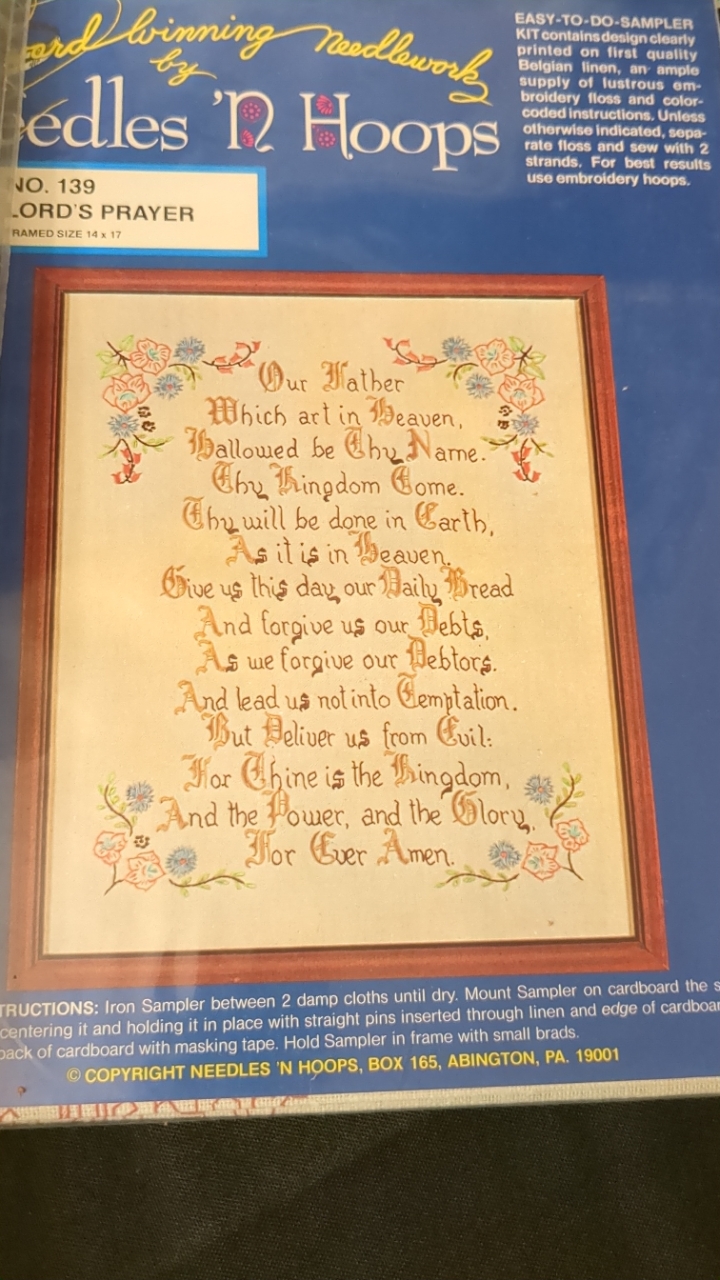 Winning Needlework
by
Needles 'N Hoops
EASY-TO-DO-SAMPLER
KIT contains design clearly
printed on first quality
Belgian linen, an ample
supply of lustrous em-
broidery floss and color-
coded instructions. Unless
otherwise indicated, sepa-
rate floss and sew with 2
strands. For best results
use embroidery hoops.
NO. 139
LORD'S PRAYER
FRAMED SIZE 14 x 17
Our Father
Which art in Heaven,
Hallowed be Thy Name.
Thy Kingdom Come.
Thy will be done in Earth,
As it is in Heaven.
Give us this day our Daily Bread
And forgive us our Debts,
As we forgive our Debtors.
And lead us not into Temptation.
But Deliver us from Evil:
For Thine is the Kingdom,
And the Power, and the Glory,
For Ever Amen.
TRUCTIONS: Iron Sampler between 2 damp cloths until dry. Mount Sampler on cardboard the s
centering it and holding it in place with straight pins inserted through linen and edge of cardboar
back of cardboard with masking tape. Hold Sampler in frame with small brads.
© COPYRIGHT NEEDLES 'N HOOPS, BOX 165, ABINGTON, PA. 19001